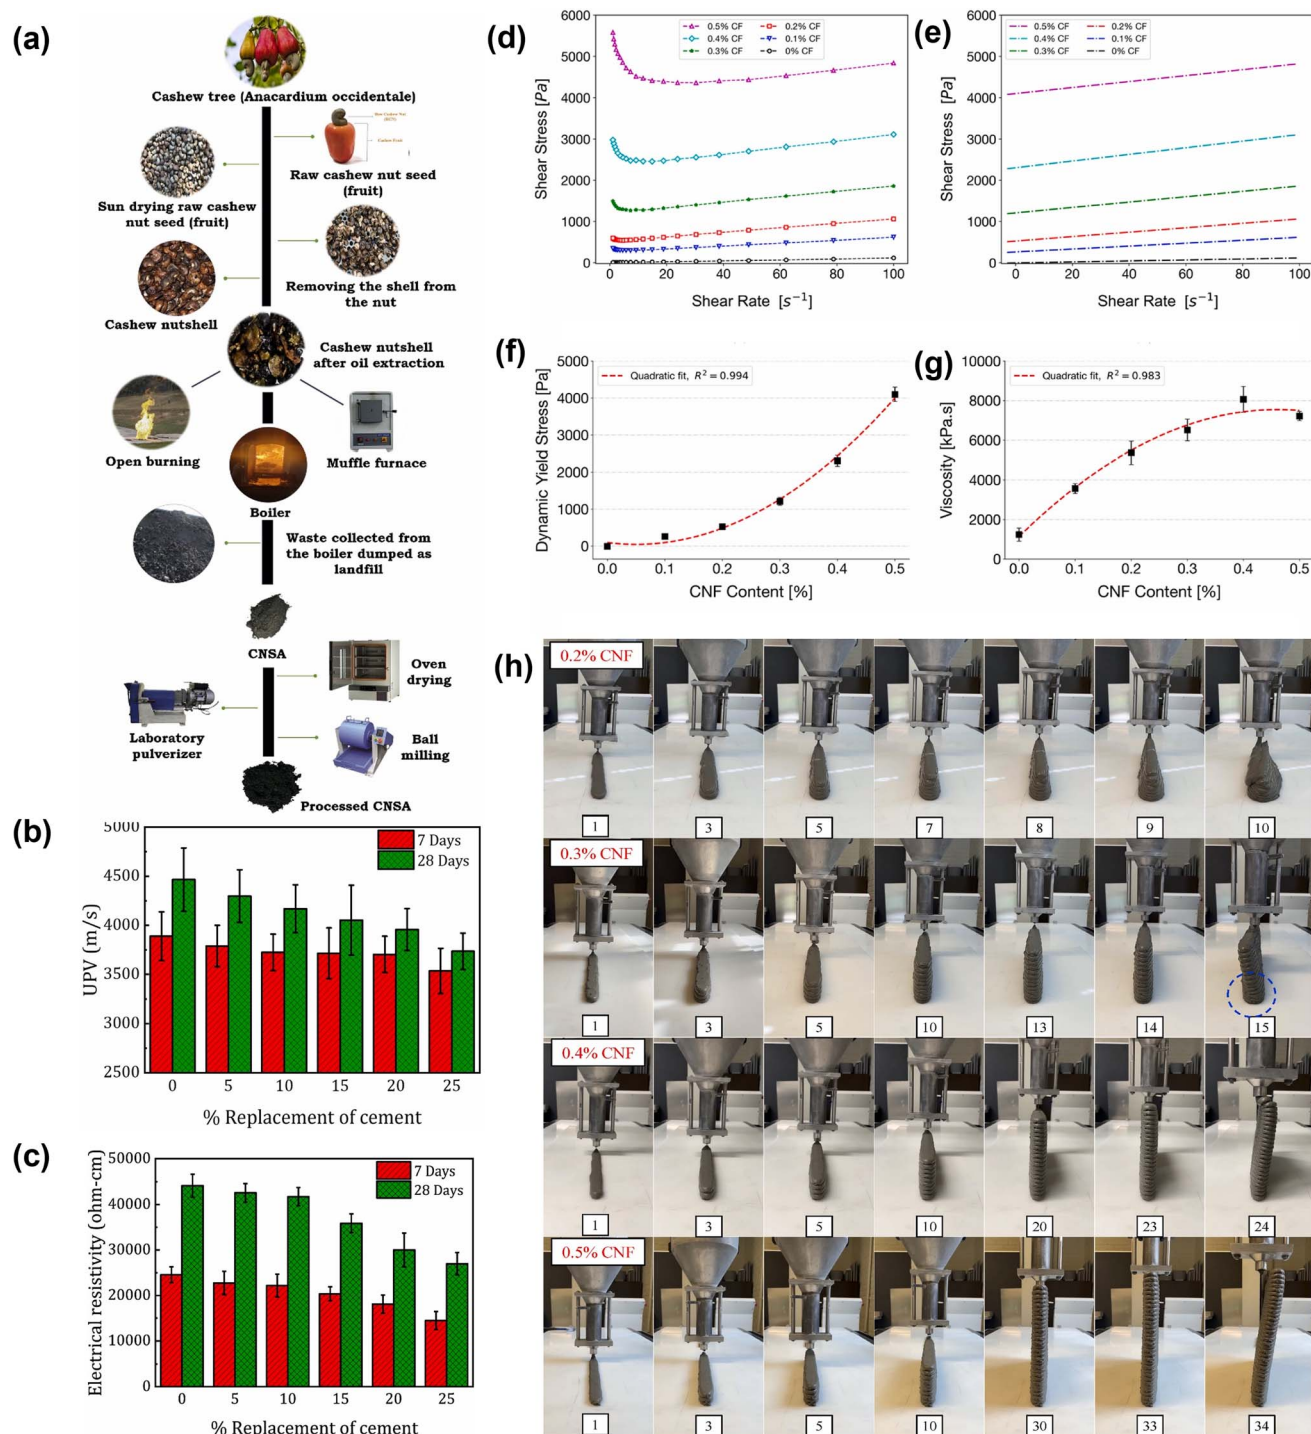 (a)
Cashew tree (Anacardium occidentale)
Raw Cashew Nut
(RCN)
Cashew Fruit
Raw cashew nut seed
(fruit)
Sun drying raw cashew
nut seed (fruit)
Removing the shell from
the nut
Cashew nutshell
Cashew nutshell
after oil extraction
Open burning
Muffle furnace
Boiler
Waste collected from
the boiler dumped as
landfill
CNSA
Oven
drying
Laboratory
pulverizer
Ball
milling
Processed CNSA
(b)
UPV (m/s)
5000
4500
4000
3500
3000
2500
7 Days
28 Days
0 5 10 15 20 25
% Replacement of cement
(c)
Electrical resistivity (ohm-cm)
50000
40000
30000
20000
10000
0
7 Days
28 Days
0 5 10 15 20 25
% Replacement of cement
(d)
Shear Stress [Pa]
6000
5000
4000
3000
2000
1000
0
0.5% CF 0.2% CF
0.4% CF 0.1% CF
0.3% CF 0% CF
0 20 40 60 80 100
Shear Rate [s⁻¹]
(e)
Shear Stress [Pa]
6000
5000
4000
3000
2000
1000
0
0.5% CF 0.2% CF
0.4% CF 0.1% CF
0.3% CF 0% CF
0 20 40 60 80 100
Shear Rate [s⁻¹]
(f)
Dynamic Yield Stress [Pa]
5000
4000
3000
2000
1000
0
Quadratic fit, R² = 0.994
0.0 0.1 0.2 0.3 0.4 0.5
CNF Content [%]
(g)
Viscosity [kPa.s]
10000
8000
6000
4000
2000
0
Quadratic fit, R² = 0.983
0.0 0.1 0.2 0.3 0.4 0.5
CNF Content [%]
(h)
0.2% CNF
1 3 5 7 8 9 10
0.3% CNF
1 3 5 10 13 14 15
0.4% CNF
1 3 5 10 20 23 24
0.5% CNF
1 3 5 10 30 33 34